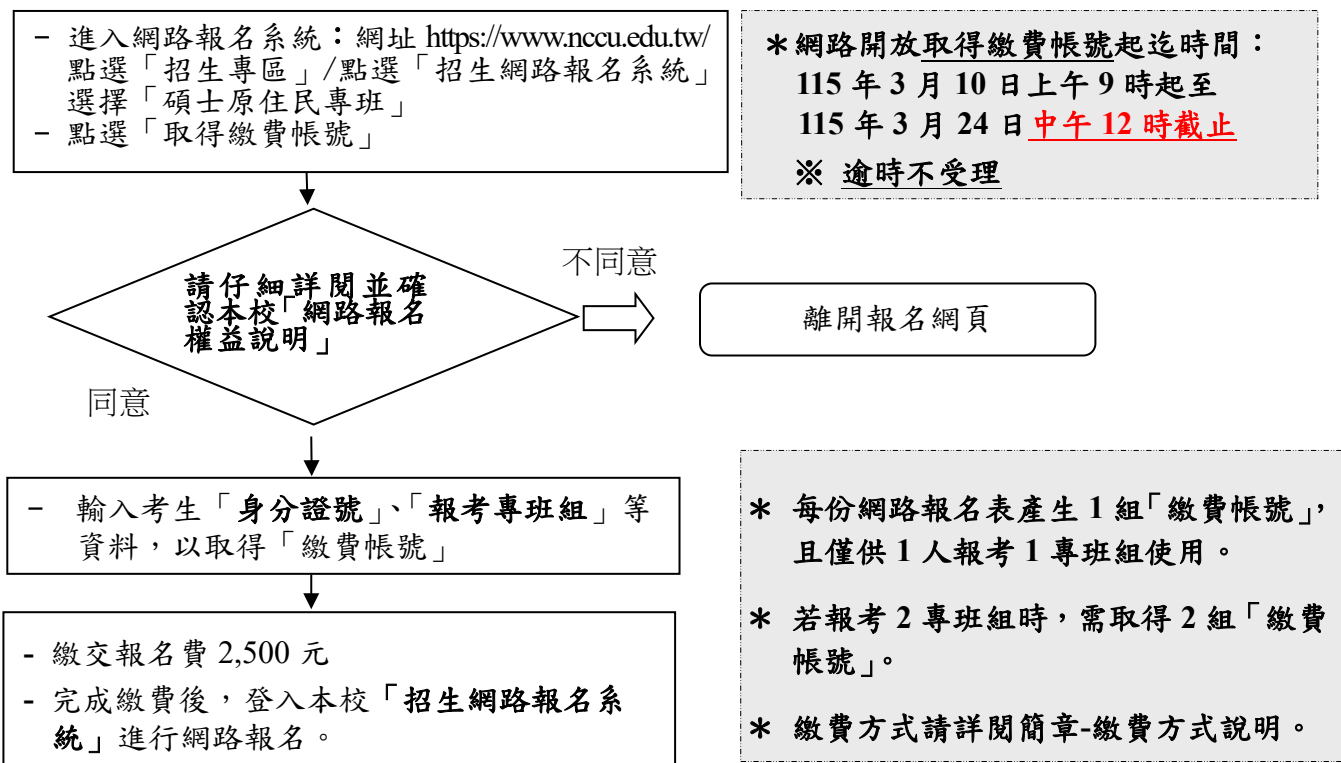 - 進入網路報名系統：網址 https://www.nccu.edu.tw/
點選「招生專區」/點選「招生網路報名系統」
選擇「碩士原住民專班」
- 點選「取得繳費帳號」
＊網路開放取得繳費帳號起迄時間：
115 年 3 月 10 日上午 9 時起至
115 年 3 月 24 日中午 12 時截止
※ 逾時不受理
請仔細詳閱並確
認本校「網路報名
權益說明」
不同意
離開報名網頁
同意
- 輸入考生「身分證號」、「報考專班組」等
資料，以取得「繳費帳號」
- 繳交報名費 2,500 元
- 完成繳費後，登入本校「招生網路報名系
統」進行網路報名。
＊ 每份網路報名表產生 1 組「繳費帳號」，
且僅供 1 人報考 1 專班組使用。
＊ 若報考 2 專班組時，需取得 2 組「繳費
帳號」。
＊ 繳費方式請詳閱簡章-繳費方式說明。